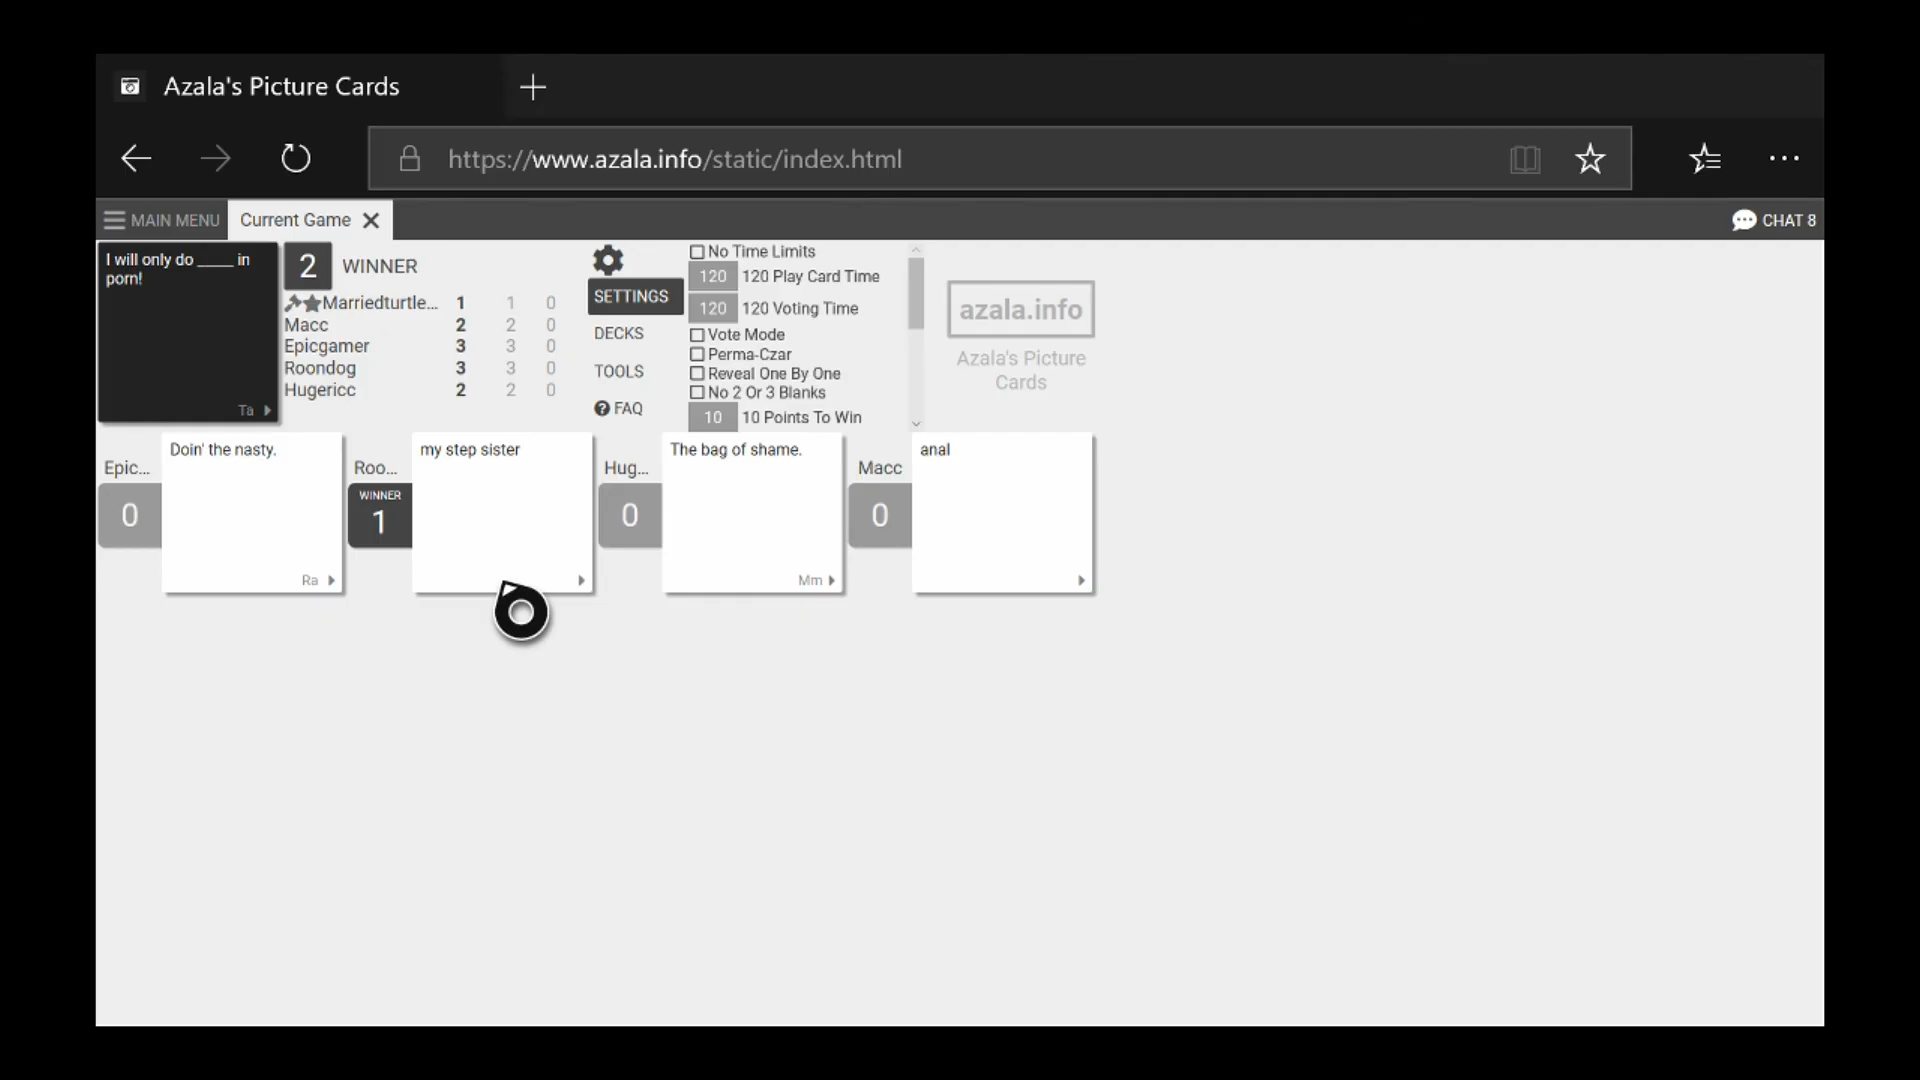 Azala's Picture Cards
https://www.azala.info/static/index.html
MAIN MENU
Current Game
CHAT 8
I will only do _____ in
porn!
Ta
2 WINNER
Marriedturtle... 1 1 0
Macc 2 2 0
Epicgamer 3 3 0
Roondog 3 3 0
Hugericc 2 2 0
SETTINGS
DECKS
TOOLS
FAQ
No Time Limits
120 120 Play Card Time
120 120 Voting Time
Vote Mode
Perma-Czar
Reveal One By One
No 2 Or 3 Blanks
10 10 Points To Win
azala.info
Azala's Picture
Cards
Epic...
0
Doin' the nasty.
Ra
Roo...
WINNER
1
my step sister
Hug...
0
The bag of shame.
Mm
Macc
0
anal